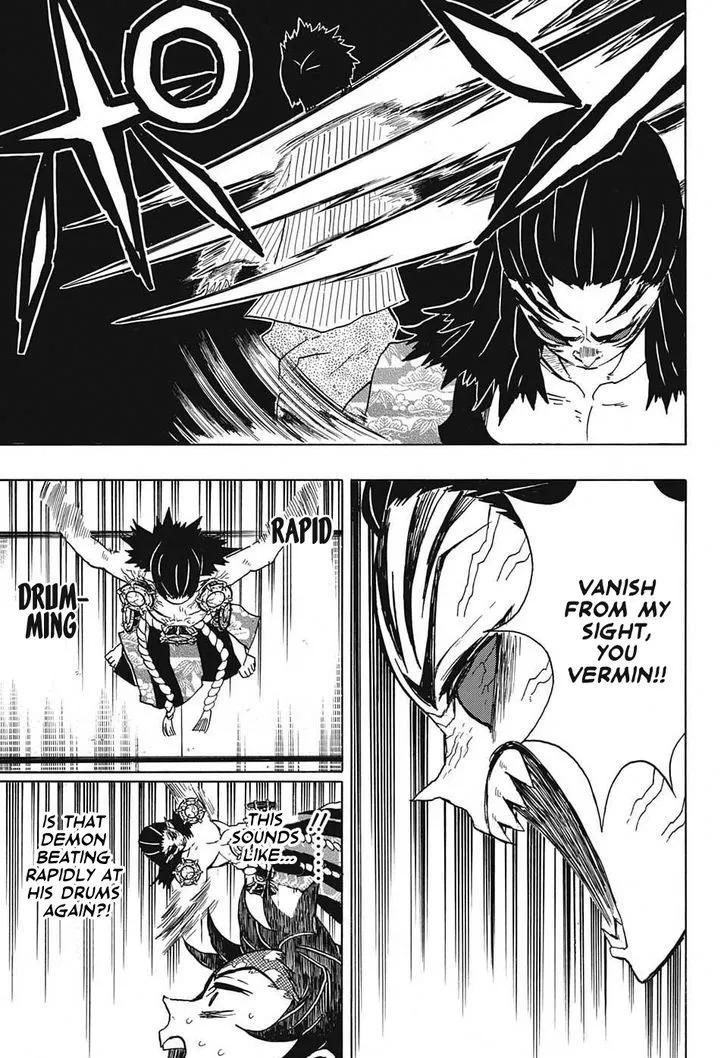 VANISH
FROM MY
SIGHT,
YOU
VERMIN!!
RAPID
DRUM-
MING
THIS
SOUNDS
LIKE...
!!
IS THAT
DEMON
BEATING
RAPIDLY AT
HIS DRUMS
AGAIN?!